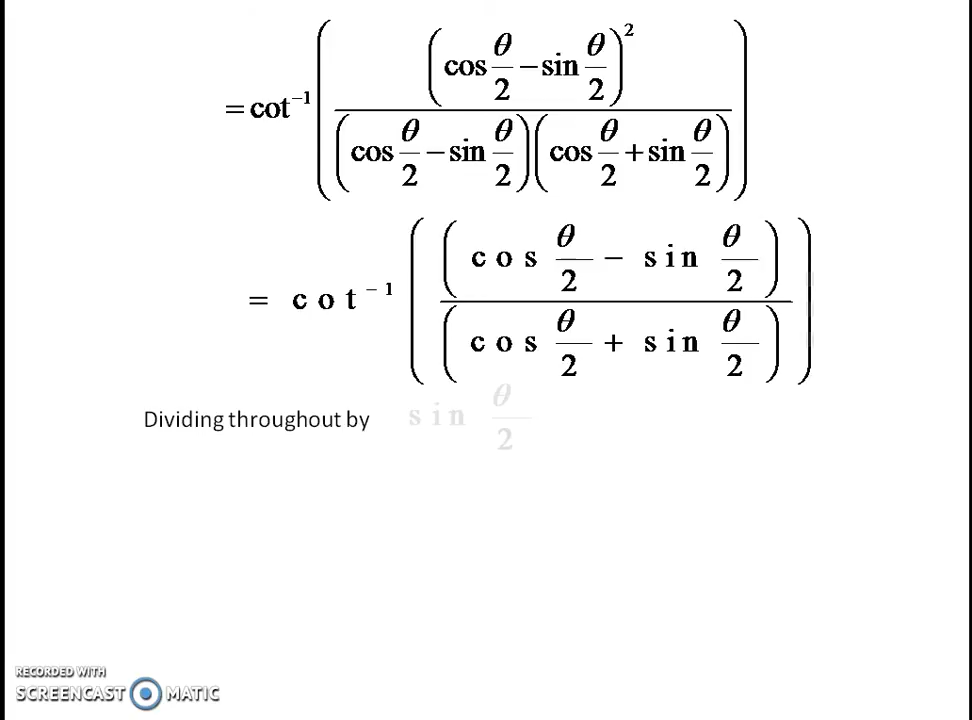 = cot⁻¹ ( (cos θ/2 − sin θ/2)² / (cos θ/2 − sin θ/2)(cos θ/2 + sin θ/2) )
= cot⁻¹ ( (cos θ/2 − sin θ/2) / (cos θ/2 + sin θ/2) )
Dividing throughout by sin θ/2
RECORDED WITH
SCREENCAST MATIC